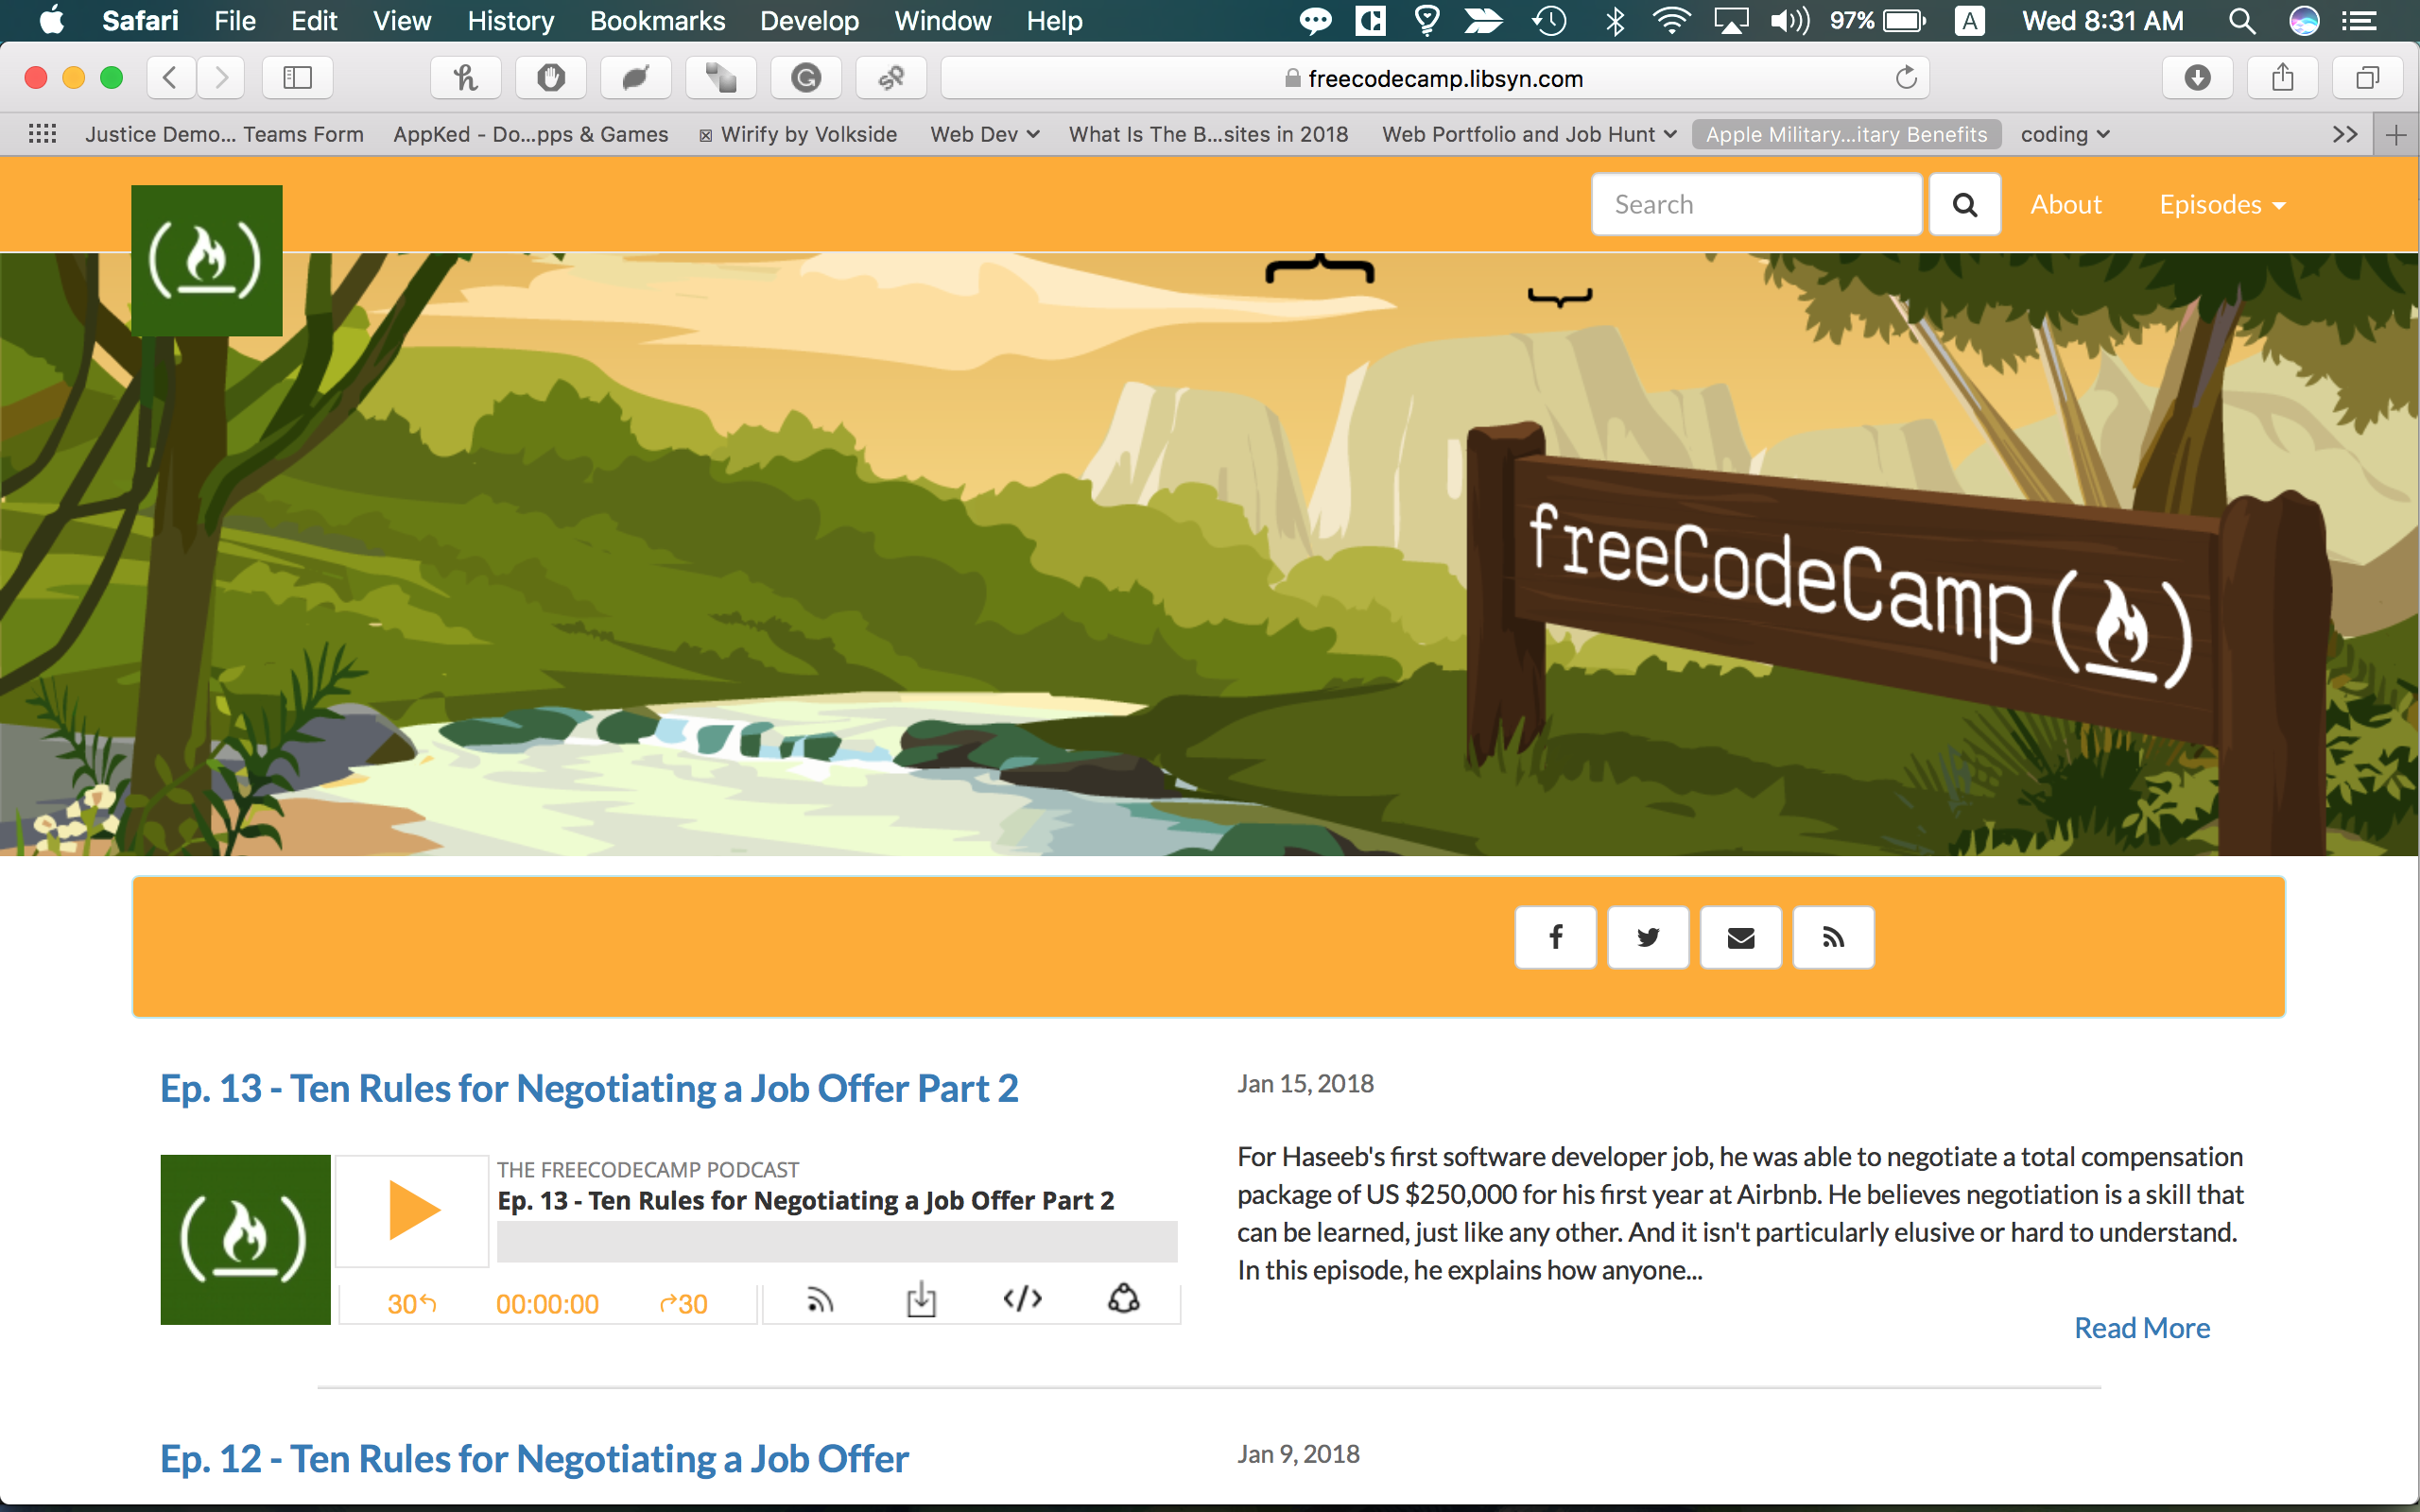 Safari File Edit View History Bookmarks Develop Window Help 97% A Wed 8:31 AM
freecodecamp.libsyn.com
Justice Demo... Teams Form AppKed - Do...pps & Games Wirify by Volkside Web Dev What Is The B...sites in 2018 Web Portfolio and Job Hunt Apple Military...itary Benefits coding
Search About Episodes
freeCodeCamp
Ep. 13 - Ten Rules for Negotiating a Job Offer Part 2
THE FREECODECAMP PODCAST
Ep. 13 - Ten Rules for Negotiating a Job Offer Part 2
30 00:00:00 30
Jan 15, 2018
For Haseeb's first software developer job, he was able to negotiate a total compensation
package of US $250,000 for his first year at Airbnb. He believes negotiation is a skill that
can be learned, just like any other. And it isn't particularly elusive or hard to understand.
In this episode, he explains how anyone...
Read More
Ep. 12 - Ten Rules for Negotiating a Job Offer
Jan 9, 2018